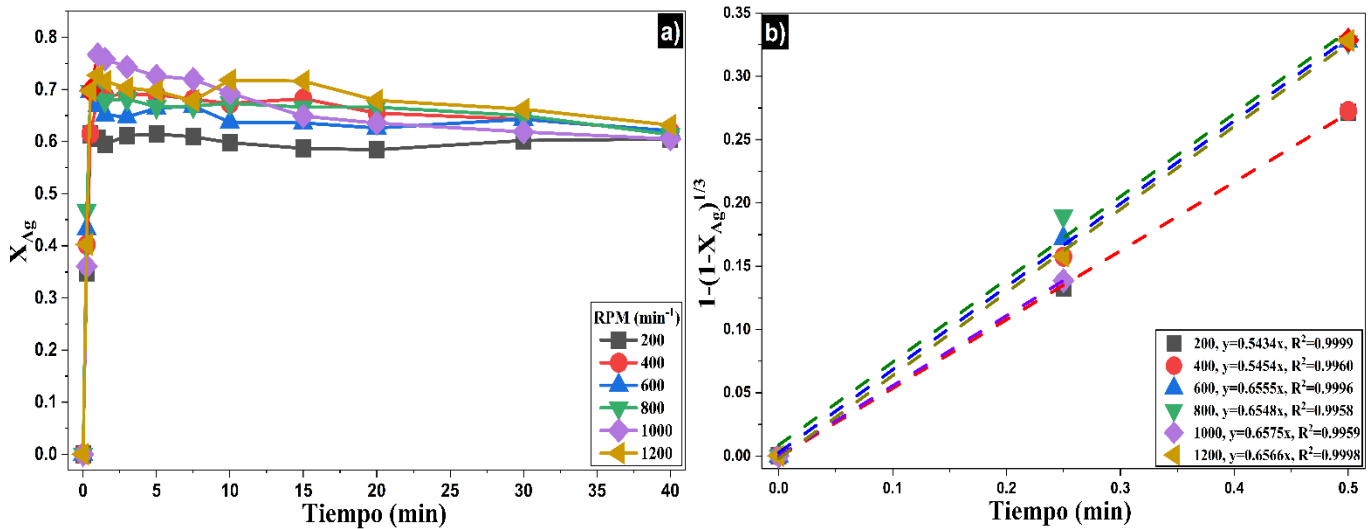 a)
0.8
0.7
0.6
0.5
0.4
0.3
0.2
0.1
0.0
X_Ag
RPM (min⁻¹)
200
400
600
800
1000
1200
0 5 10 15 20 25 30 35 40
Tiempo (min)
b)
0.35
0.30
0.25
0.20
0.15
0.10
0.05
0.00
1-(1-X_Ag)^1/3
200, y=0.5434x, R²=0.9999
400, y=0.5454x, R²=0.9960
600, y=0.6555x, R²=0.9996
800, y=0.6548x, R²=0.9958
1000, y=0.6575x, R²=0.9959
1200, y=0.6566x, R²=0.9998
0.0 0.1 0.2 0.3 0.4 0.5
Tiempo (min)